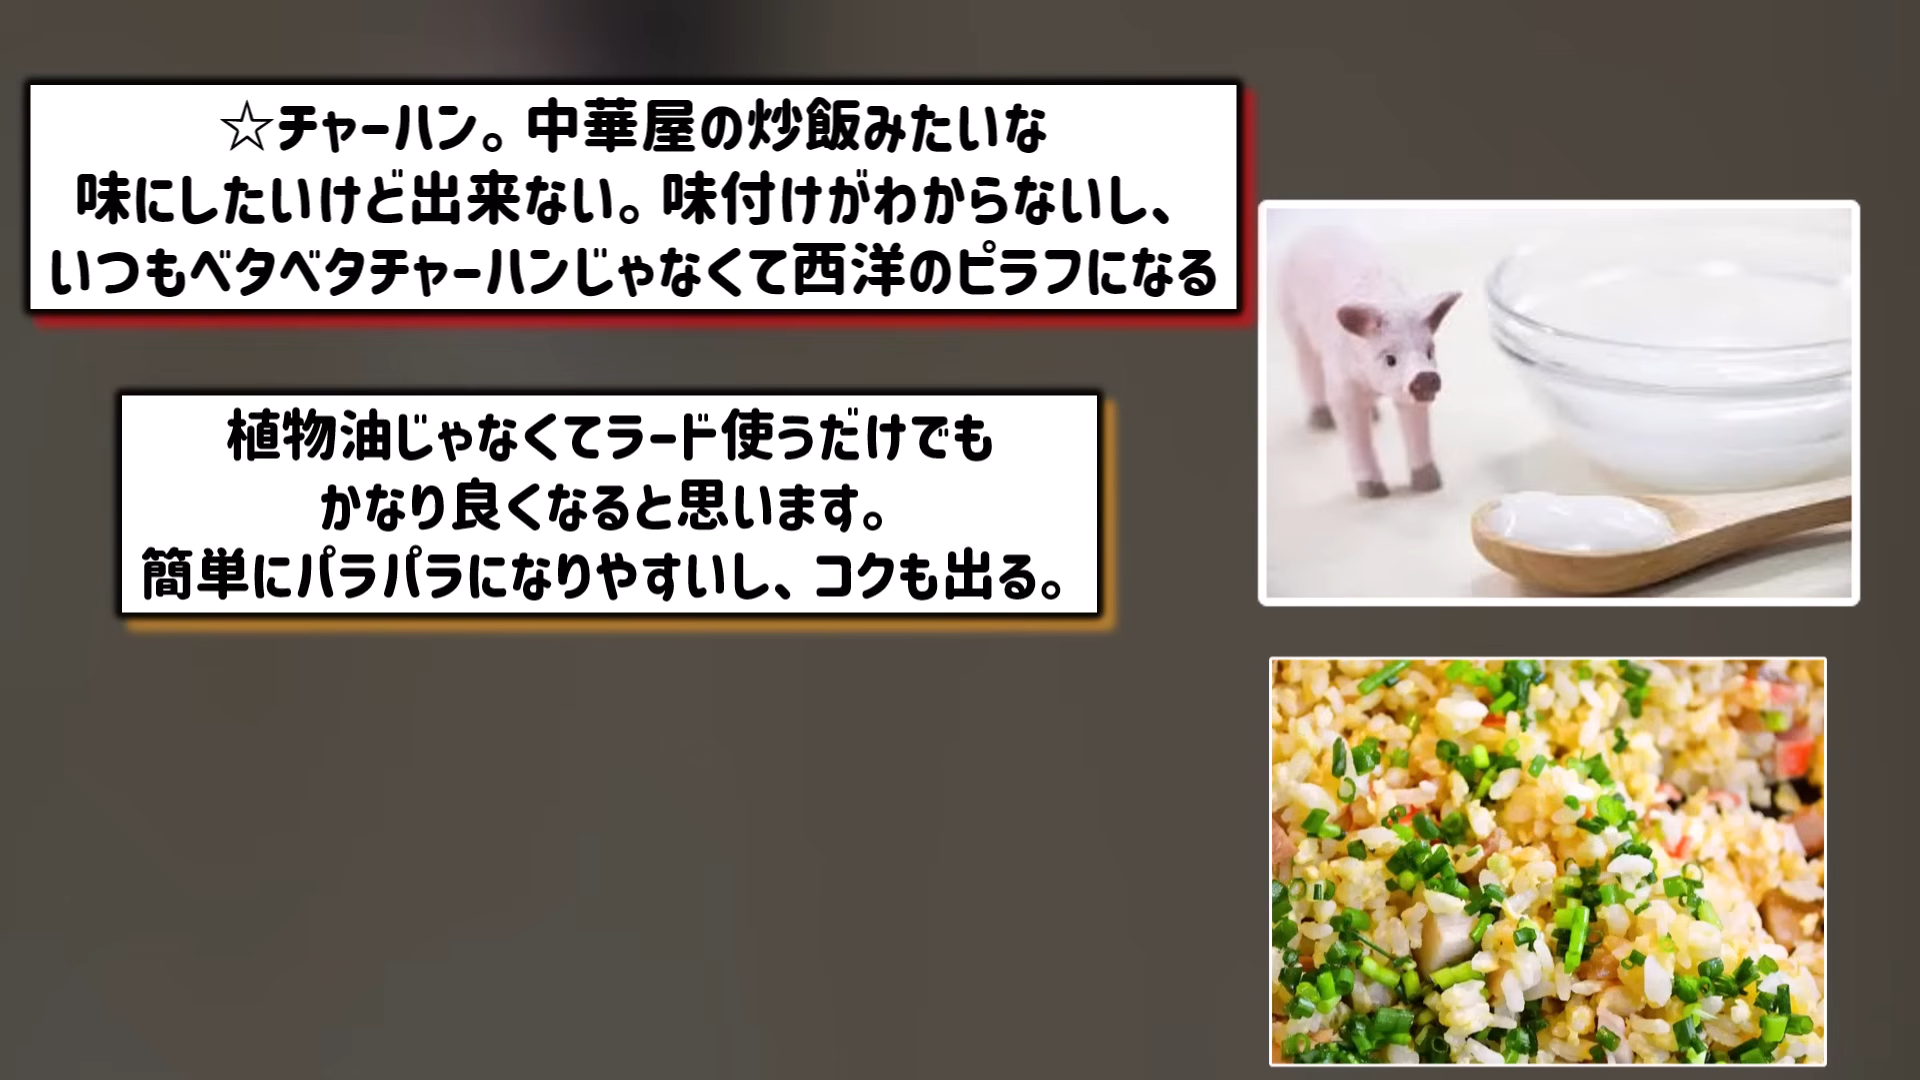 ☆チャーハン。中華屋の炒飯みたいな
味にしたいけど出来ない。味付けがわからないし、
いつもベタベタチャーハンじゃなくて西洋のピラフになる
植物油じゃなくてラード使うだけでも
かなり良くなると思います。
簡単にパラパラになりやすいし、コクも出る。